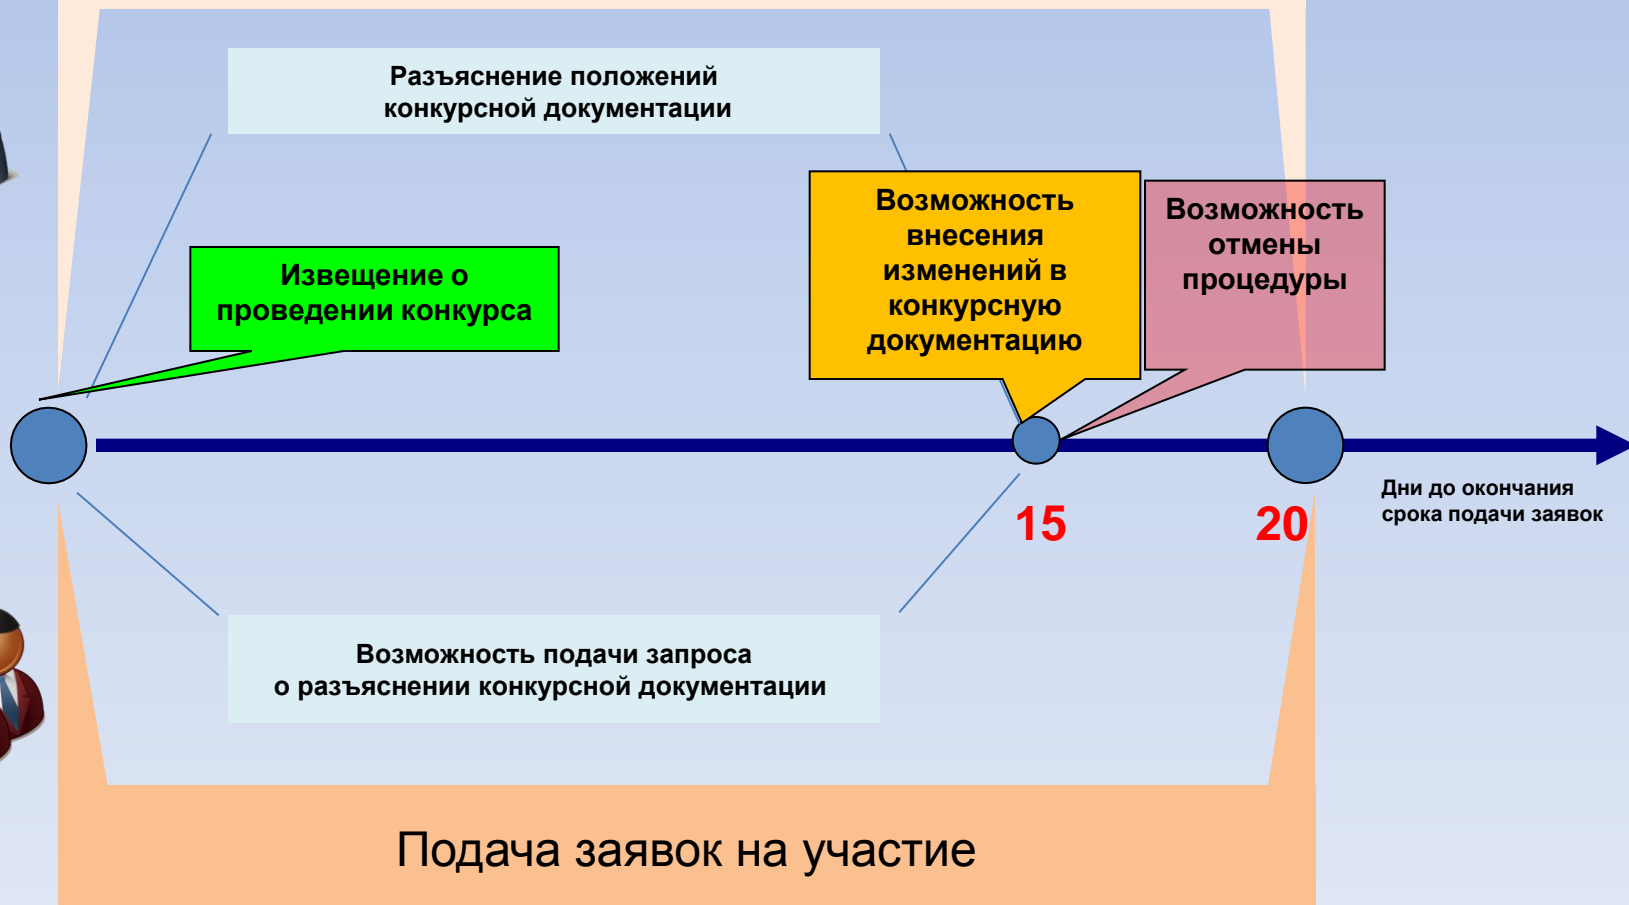 Разъяснение положений
конкурсной документации
Возможность
внесения
изменений в
конкурсную
документацию
Возможность
отмены
процедуры
Извещение о
проведении конкурса
15
20
Дни до окончания
срока подачи заявок
Возможность подачи запроса
о разъяснении конкурсной документации
Подача заявок на участие